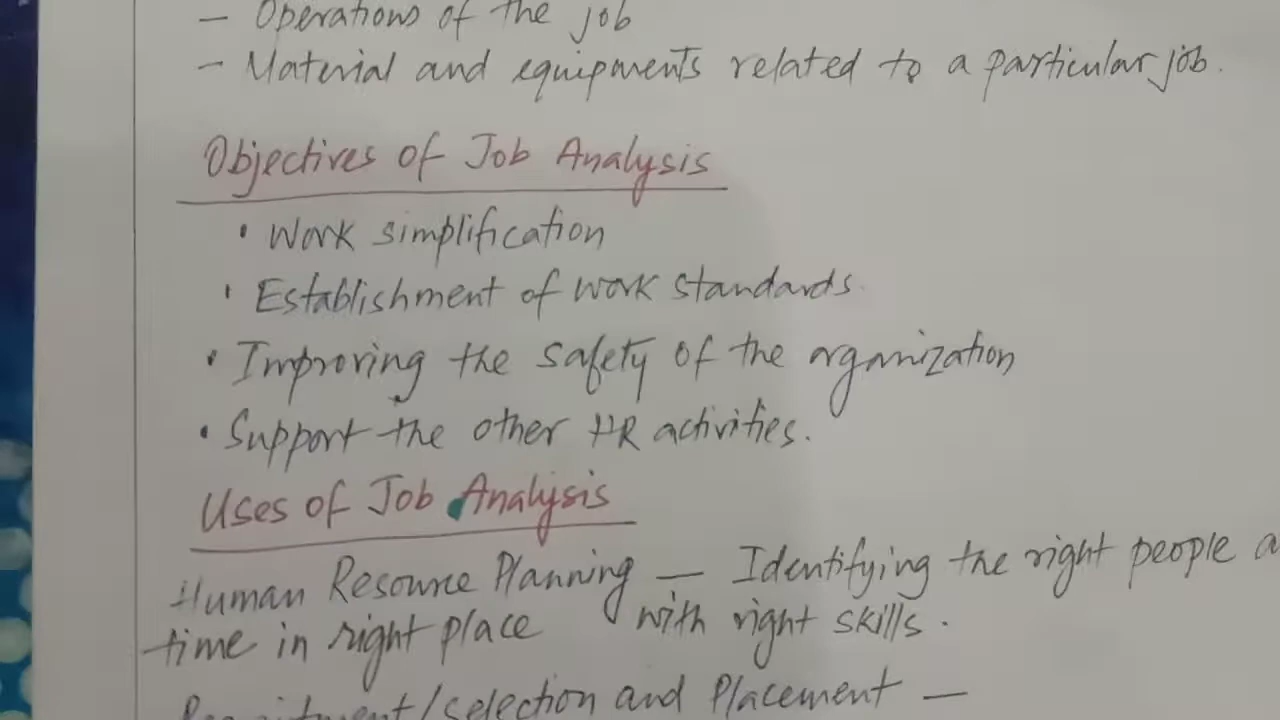 - Operations of the job
- Material and equipments related to a particular job.
Objectives of Job Analysis
• Work simplification
• Establishment of work standards.
• Improving the safety of the organization
• Support the other HR activities.
Uses of Job Analysis
Human Resource Planning — Identifying the right people a
time in right place with right skills.
Recruitment/selection and Placement —